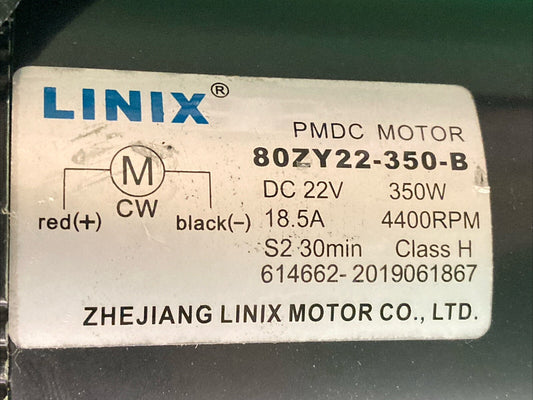 LINIX®
PMDC MOTOR
80ZY22-350-B
M
CW
red(+) black(-)
DC 22V 350W
18.5A 4400RPM
S2 30min Class H
614662-2019061867
ZHEJIANG LINIX MOTOR CO., LTD.